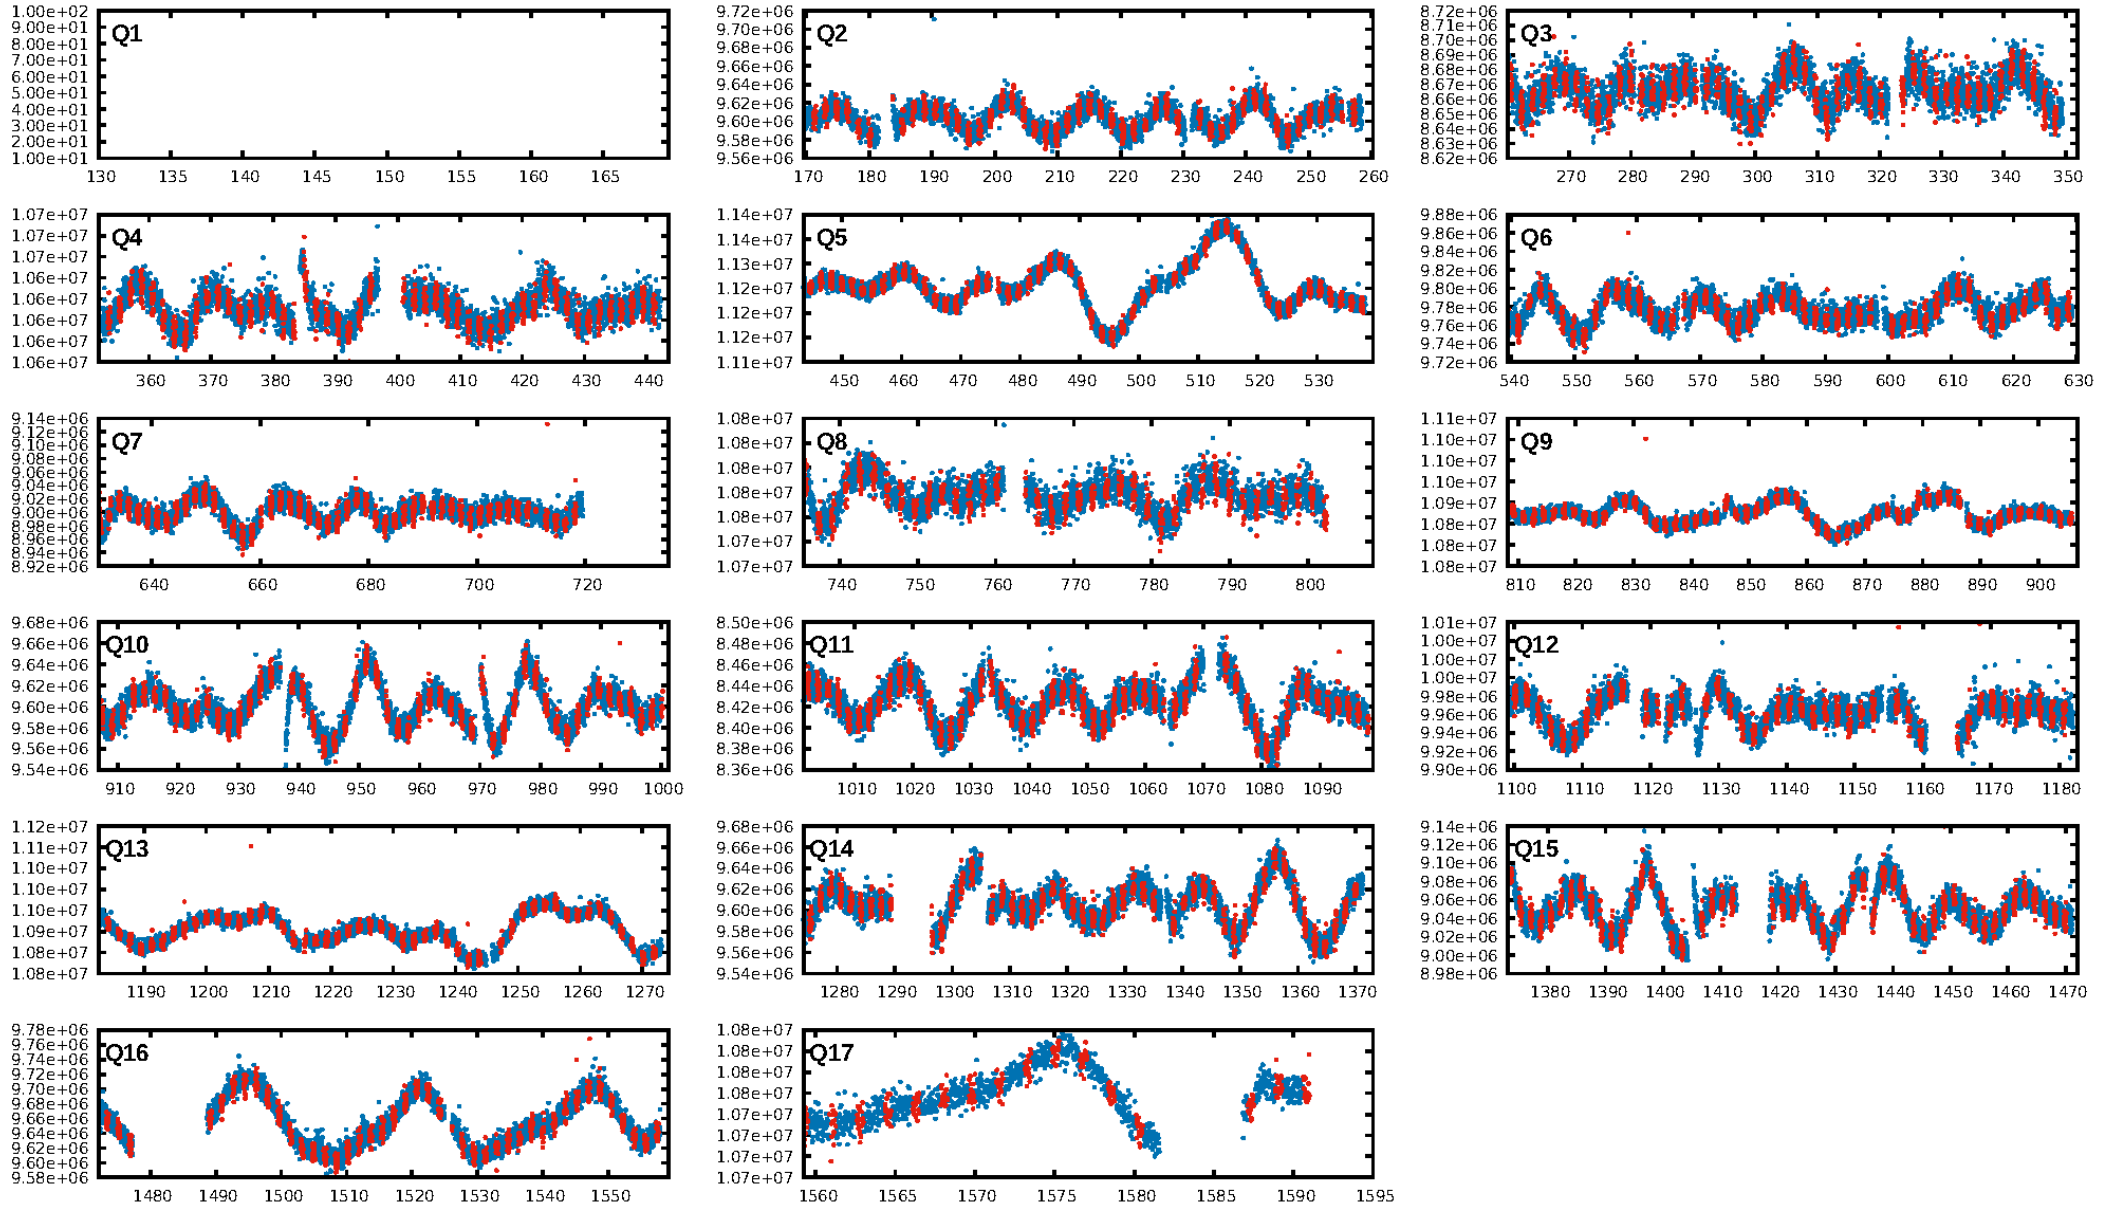 1.00e+02
9.00e+01
8.00e+01
7.00e+01
6.00e+01
5.00e+01
4.00e+01
3.00e+01
2.00e+01
1.00e+01
Q1
130 135 140 145 150 155 160 165
9.72e+06
9.70e+06
9.68e+06
9.66e+06
9.64e+06
9.62e+06
9.60e+06
9.58e+06
9.56e+06
Q2
170 180 190 200 210 220 230 240 250 260
8.72e+06
8.71e+06
8.70e+06
8.69e+06
8.68e+06
8.67e+06
8.66e+06
8.65e+06
8.64e+06
8.63e+06
8.62e+06
Q3
270 280 290 300 310 320 330 340 350
1.07e+07
1.07e+07
1.07e+07
1.06e+07
1.06e+07
1.06e+07
1.06e+07
1.06e+07
Q4
360 370 380 390 400 410 420 430 440
1.14e+07
1.14e+07
1.13e+07
1.12e+07
1.12e+07
1.12e+07
1.11e+07
Q5
450 460 470 480 490 500 510 520 530
9.88e+06
9.86e+06
9.84e+06
9.82e+06
9.80e+06
9.78e+06
9.76e+06
9.74e+06
9.72e+06
Q6
540 550 560 570 580 590 600 610 620 630
9.14e+06
9.12e+06
9.10e+06
9.08e+06
9.06e+06
9.04e+06
9.02e+06
9.00e+06
8.98e+06
8.96e+06
8.94e+06
8.92e+06
Q7
640 660 680 700 720
1.08e+07
1.08e+07
1.08e+07
1.08e+07
1.08e+07
1.07e+07
1.07e+07
Q8
740 750 760 770 780 790 800
1.11e+07
1.10e+07
1.10e+07
1.10e+07
1.09e+07
1.08e+07
1.08e+07
1.08e+07
Q9
810 820 830 840 850 860 870 880 890 900
9.68e+06
9.66e+06
9.64e+06
9.62e+06
9.60e+06
9.58e+06
9.56e+06
9.54e+06
Q10
910 920 930 940 950 960 970 980 990 1000
8.50e+06
8.48e+06
8.46e+06
8.44e+06
8.42e+06
8.40e+06
8.38e+06
8.36e+06
Q11
1010 1020 1030 1040 1050 1060 1070 1080 1090
1.01e+07
1.00e+07
1.00e+07
1.00e+07
9.98e+06
9.96e+06
9.94e+06
9.92e+06
9.90e+06
Q12
1100 1110 1120 1130 1140 1150 1160 1170 1180
1.12e+07
1.11e+07
1.10e+07
1.10e+07
1.10e+07
1.09e+07
1.08e+07
1.08e+07
Q13
1190 1200 1210 1220 1230 1240 1250 1260 1270
9.68e+06
9.66e+06
9.64e+06
9.62e+06
9.60e+06
9.58e+06
9.56e+06
9.54e+06
Q14
1280 1290 1300 1310 1320 1330 1340 1350 1360 1370
9.14e+06
9.12e+06
9.10e+06
9.08e+06
9.06e+06
9.04e+06
9.02e+06
9.00e+06
8.98e+06
Q15
1380 1390 1400 1410 1420 1430 1440 1450 1460 1470
9.78e+06
9.76e+06
9.74e+06
9.72e+06
9.70e+06
9.68e+06
9.66e+06
9.64e+06
9.62e+06
9.60e+06
9.58e+06
Q16
1480 1490 1500 1510 1520 1530 1540 1550
1.08e+07
1.08e+07
1.08e+07
1.08e+07
1.07e+07
1.07e+07
1.07e+07
1.07e+07
Q17
1560 1565 1570 1575 1580 1585 1590 1595